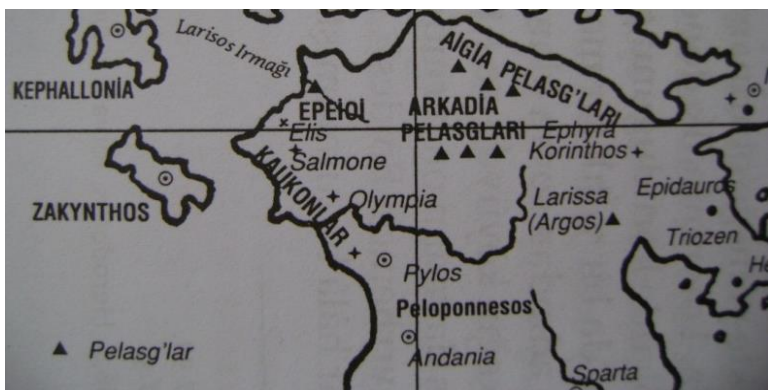 Larisos Irmağı
KEPHALLONİA
AİGİA PELASG'LARI
EPEİOİ
ARKADİA
PELASGLARI
Elis
Salmone
KAUKONLAR
Olympia
Ephyra
Korinthos
ZAKYNTHOS
Larissa
(Argos)
Epidauros
Triozen
He
Pylos
Peloponnesos
Andania
Sparta
Pelasg'lar